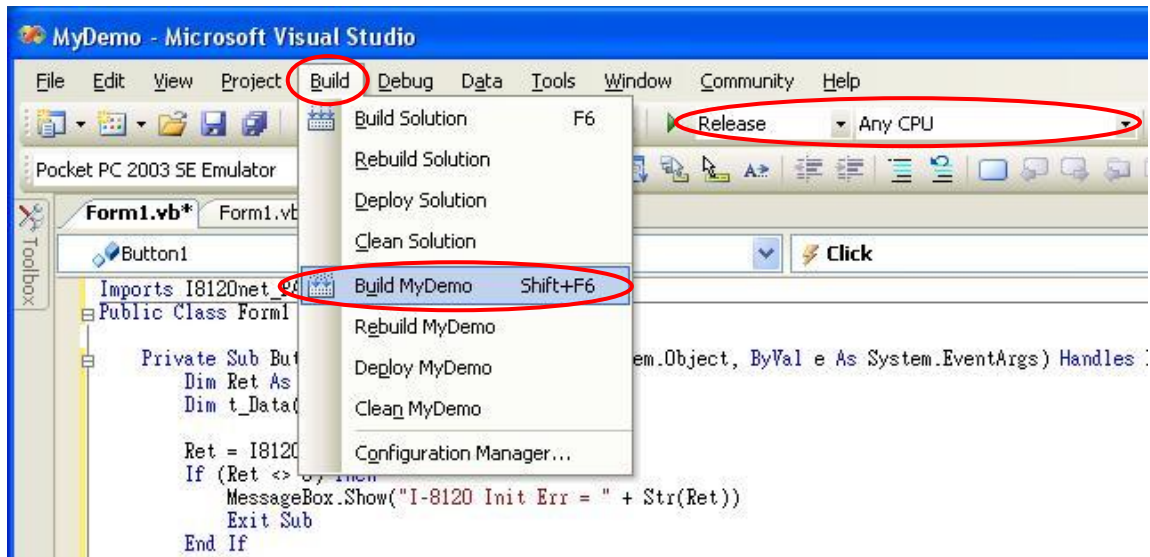 MyDemo - Microsoft Visual Studio
File Edit View Project Build Debug Data Tools Window Community Help
Build Solution F6 Release Any CPU
Rebuild Solution
Pocket PC 2003 SE Emulator
Deploy Solution
Form1.vb* Form1.vb
Clean Solution
Toolbox
Button1 Click
Imports I8120net_PA
Build MyDemo Shift+F6
Public Class Form1
Rebuild MyDemo
Private Sub But em.Object, ByVal e As System.EventArgs) Handles
Deploy MyDemo
Dim Ret As
Dim t_Data(
Clean MyDemo
Ret = I8120
Configuration Manager...
If (Ret <> 0) Then
MessageBox.Show("I-8120 Init Err = " + Str(Ret))
Exit Sub
End If